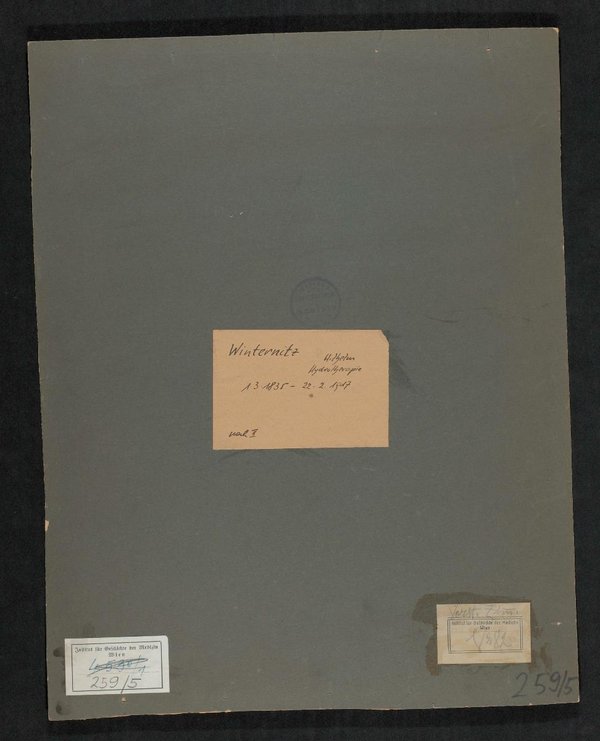 Winternitz
Wilhelm
Hydrotherapie
1 3 1835 – 22. 2. 1917
Institut für Geschichte der Medizin
Wien
259/5
Institut für Geschichte der Medizin
Wien
259/5